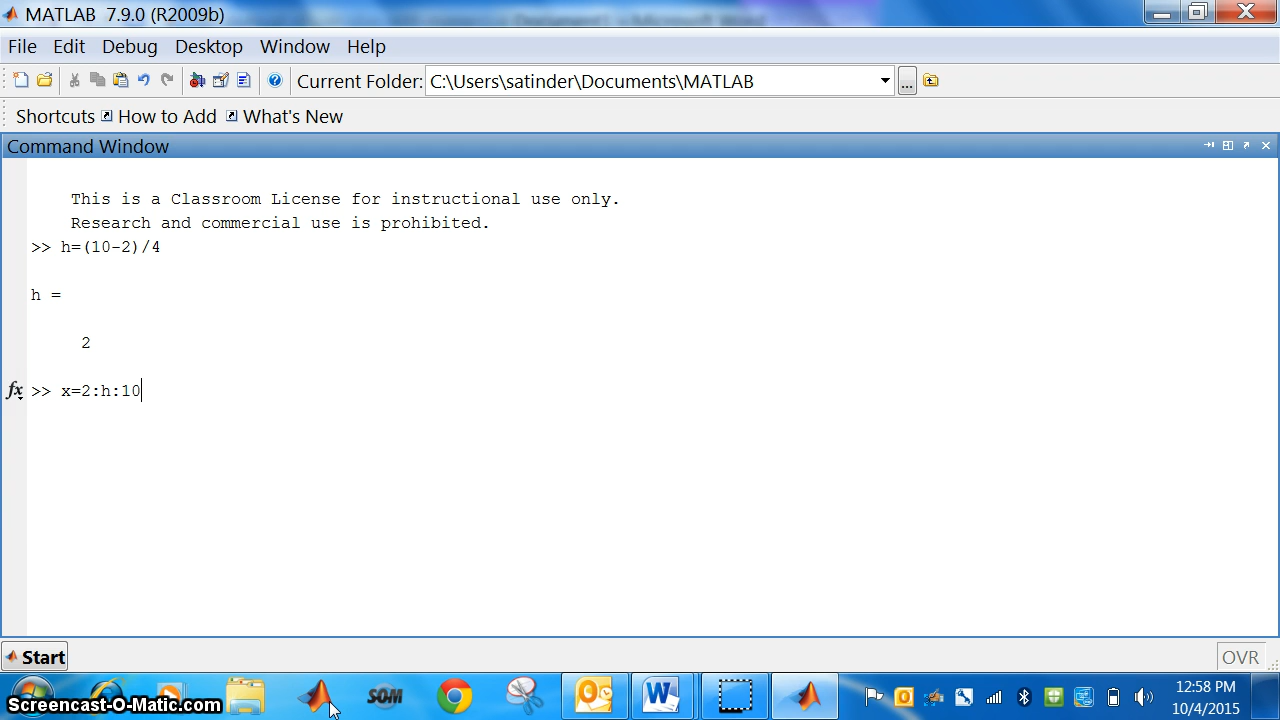 MATLAB 7.9.0 (R2009b)
File Edit Debug Desktop Window Help
Current Folder: C:\Users\satinder\Documents\MATLAB ...
Shortcuts How to Add What's New
Command Window
This is a Classroom License for instructional use only.
Research and commercial use is prohibited.
>> h=(10-2)/4
h =
2
fx >> x=2:h:10
Start OVR
SOM
12:58 PM
10/4/2015
Screencast-O-Matic.com